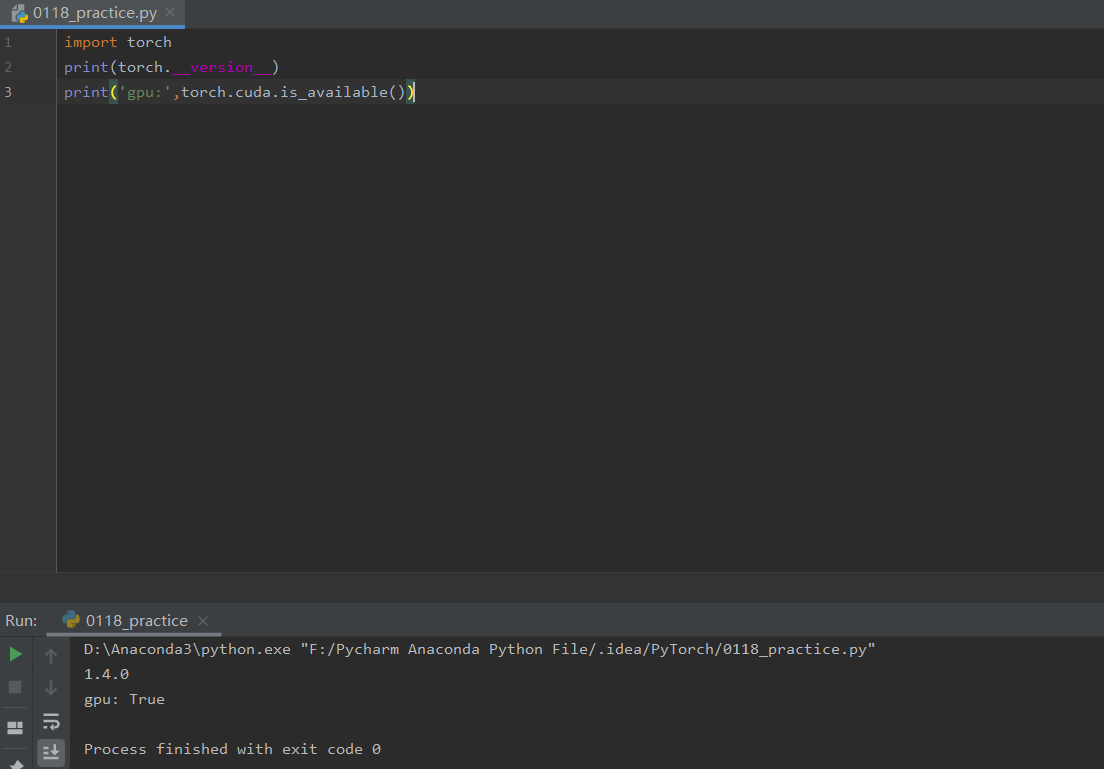 0118_practice.py
1 import torch
2 print(torch.__version__)
3 print('gpu:',torch.cuda.is_available())
Run: 0118_practice
D:\Anaconda3\python.exe "F:/Pycharm Anaconda Python File/.idea/PyTorch/0118_practice.py"
1.4.0
gpu: True
Process finished with exit code 0